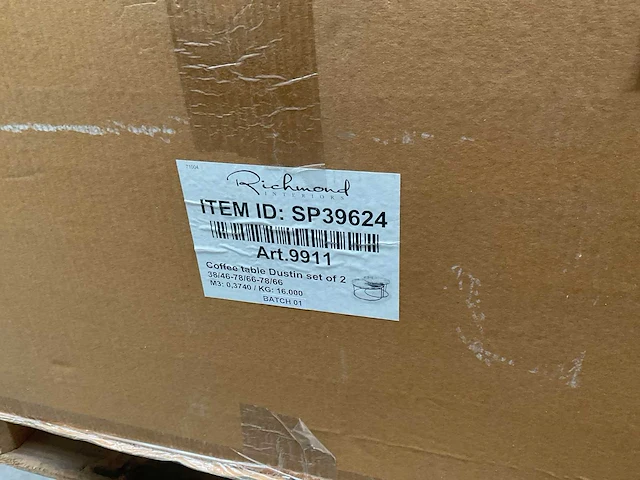 Richmond
INTERIORS
ITEM ID: SP39624
Art.9911
Coffee table Dustin set of 2
38/46-78/66-78/66
M3: 0,3740 / KG: 16.000
BATCH 01